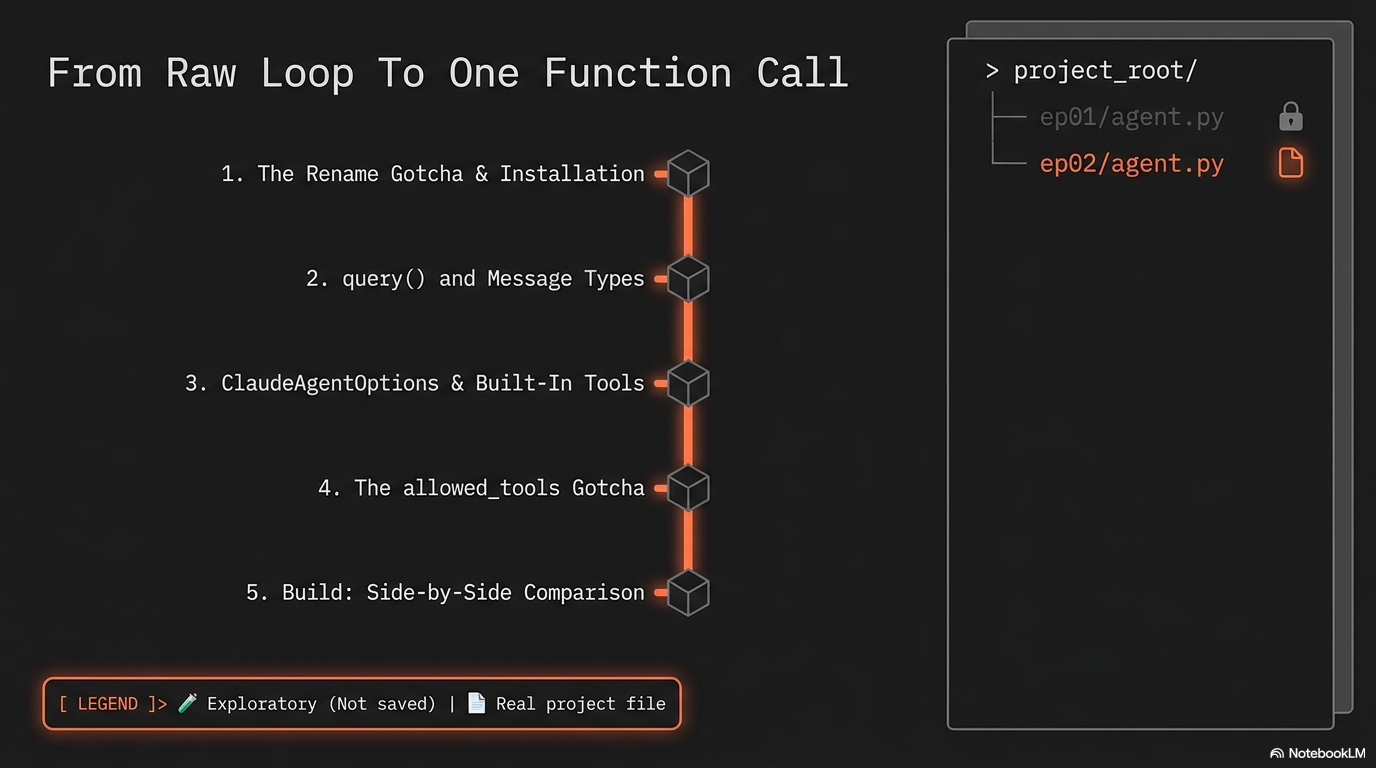 From Raw Loop To One Function Call
1. The Rename Gotcha & Installation
2. query() and Message Types
3. ClaudeAgentOptions & Built-In Tools
4. The allowed_tools Gotcha
5. Build: Side-by-Side Comparison
[ LEGEND ]> 🧪 Exploratory (Not saved) | 📄 Real project file
> project_root/
ep01/agent.py
ep02/agent.py
NotebookLM